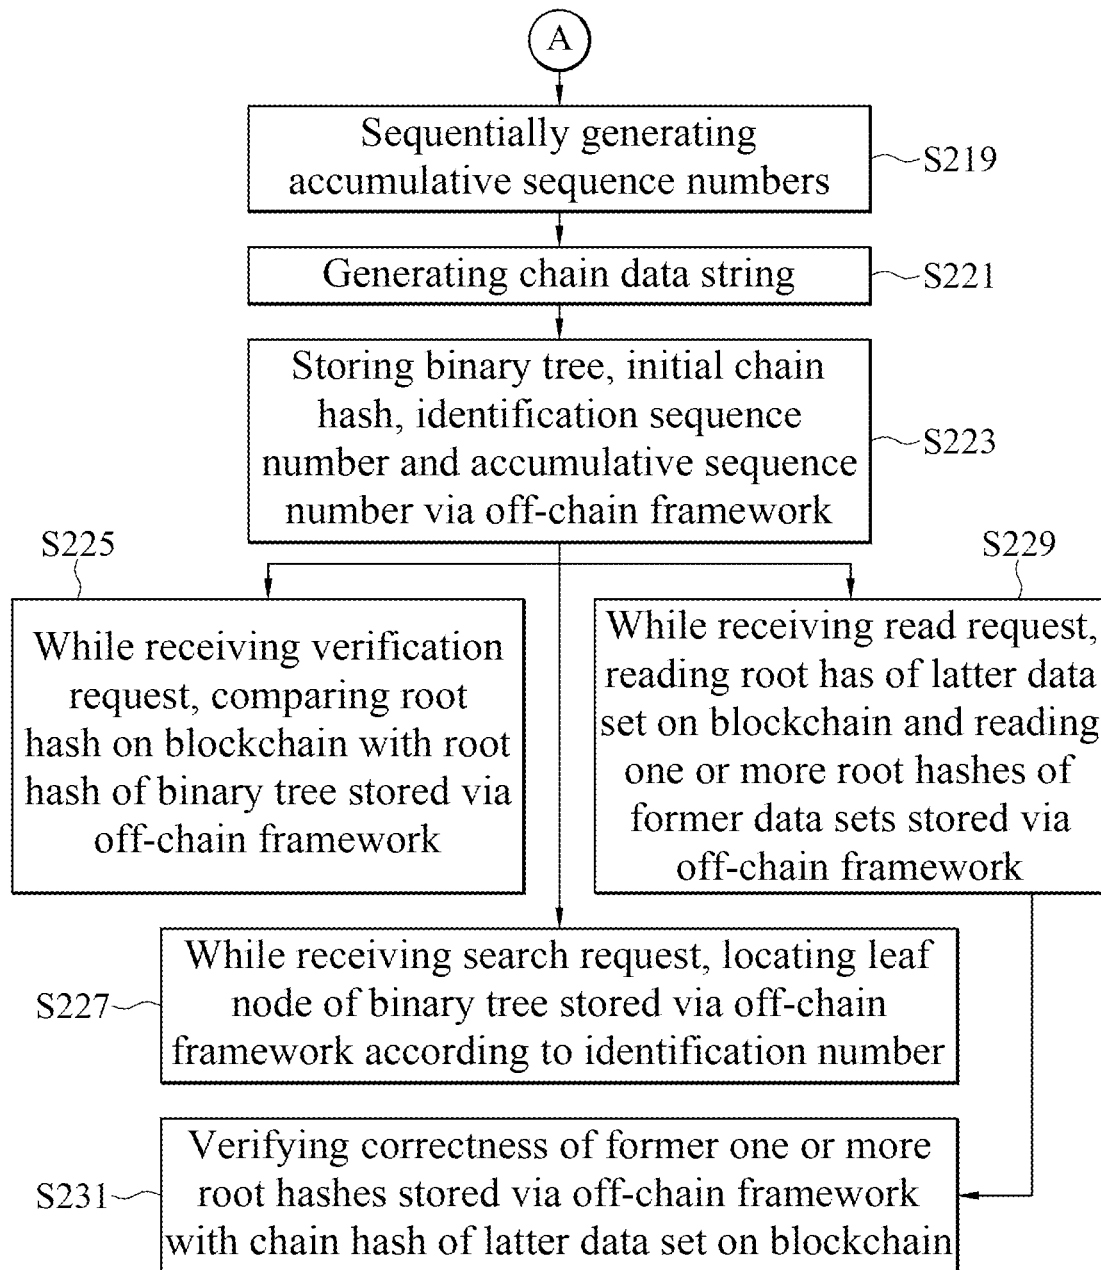 A
Sequentially generating
accumulative sequence numbers
S219
Generating chain data string
S221
Storing binary tree, initial chain
hash, identification sequence
number and accumulative sequence
number via off-chain framework
S223
S225
While receiving verification
request, comparing root
hash on blockchain with root
hash of binary tree stored via
off-chain framework
S229
While receiving read request,
reading root has of latter data
set on blockchain and reading
one or more root hashes of
former data sets stored via
off-chain framework
S227
While receiving search request, locating leaf
node of binary tree stored via off-chain
framework according to identification number
S231
Verifying correctness of former one or more
root hashes stored via off-chain framework
with chain hash of latter data set on blockchain